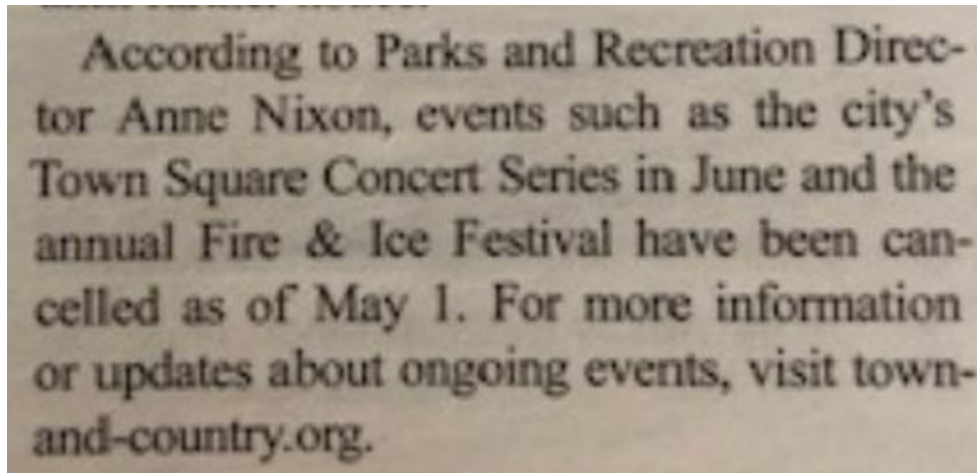 According to Parks and Recreation Direc-
tor Anne Nixon, events such as the city's
Town Square Concert Series in June and the
annual Fire & Ice Festival have been can-
celled as of May 1. For more information
or updates about ongoing events, visit town-
and-country.org.